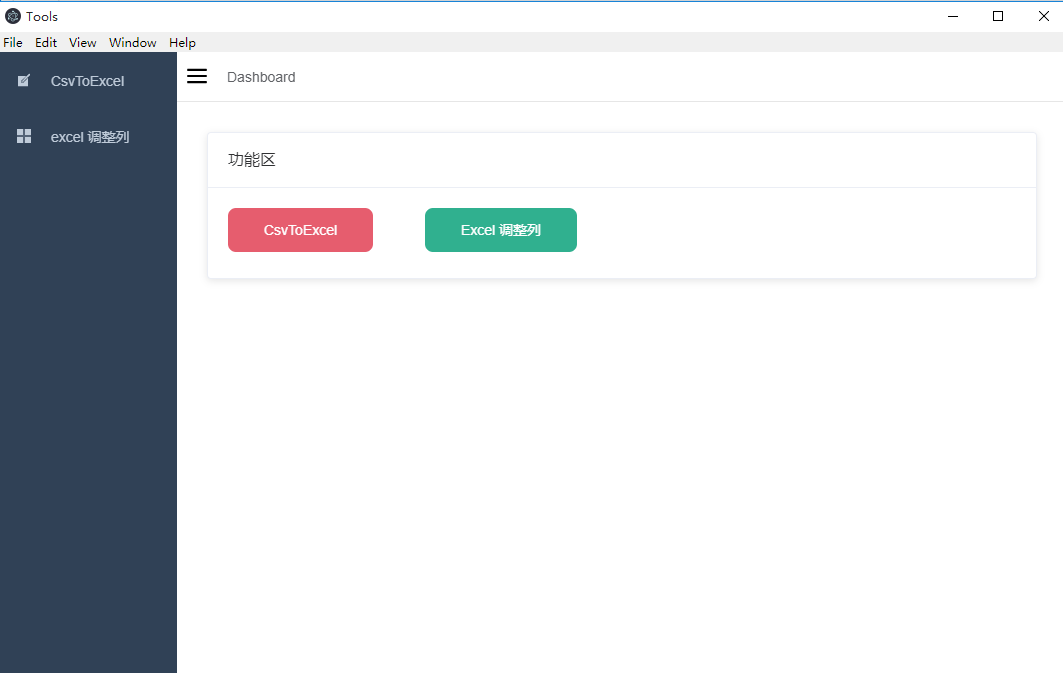 Tools
File Edit View Window Help
CsvToExcel
Dashboard
excel 调整列
功能区
CsvToExcel Excel 调整列